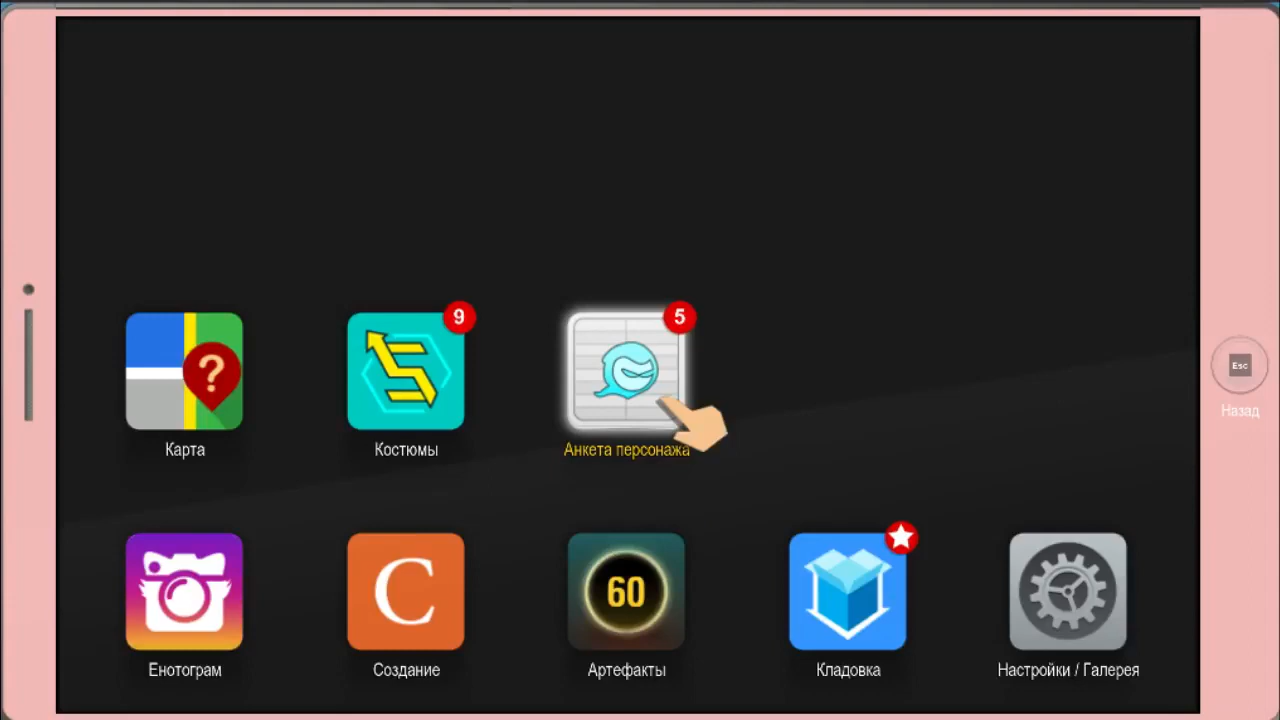 9
5
Esc
Назад
Карта
Костюмы
Анкета персонажа
C
60
Енотограм
Создание
Артефакты
Кладовка
Настройки / Галерея